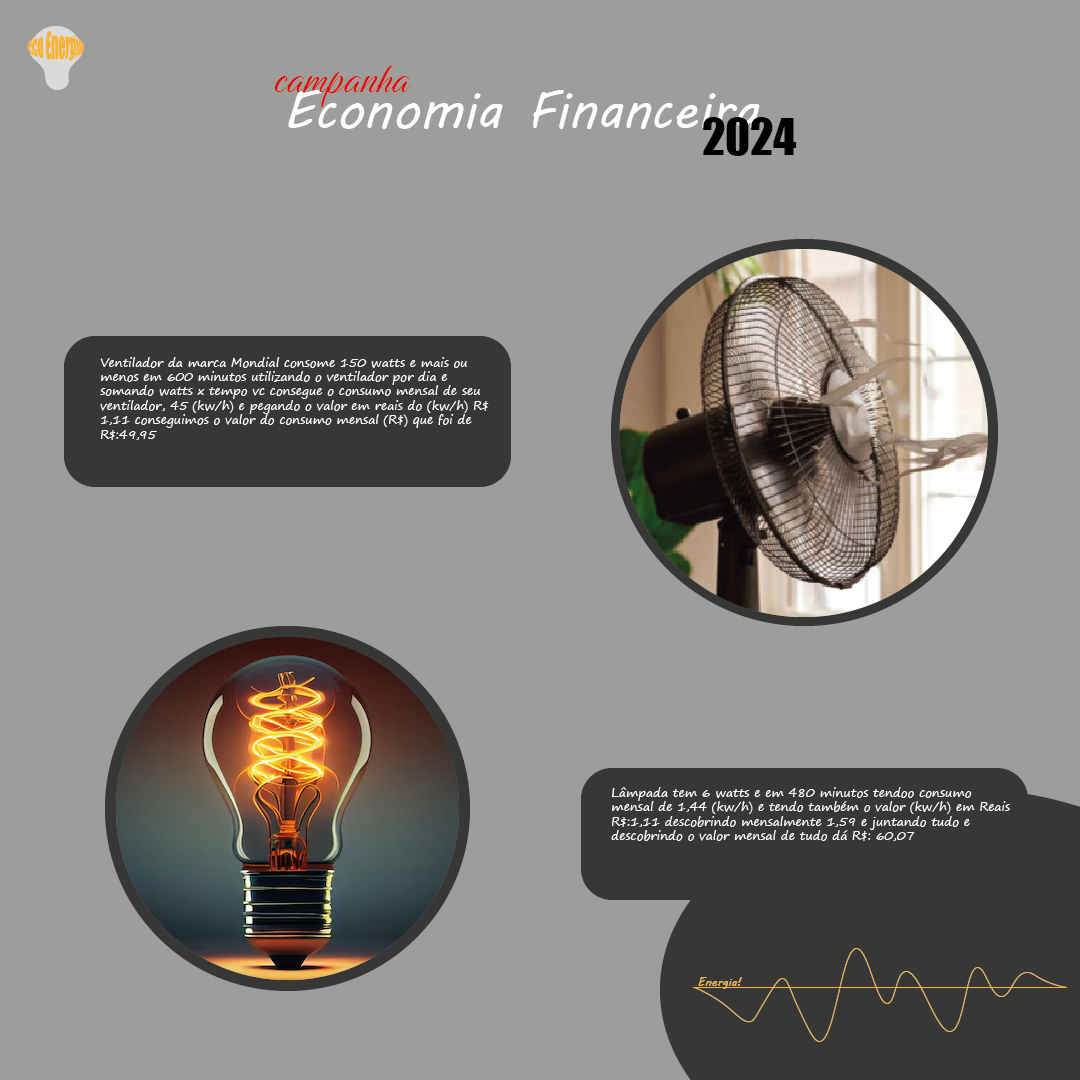 Eco Energia
campanha
Economia Financeira
2024
Ventilador da marca Mondial consome 150 watts e mais ou
menos em 600 minutos utilizando o ventilador por dia e
somando watts x tempo vc consegue o consumo mensal de seu
ventilador, 45 (kw/h) e pegando o valor em reais do (kw/h) R$
1,11 conseguimos o valor do consumo mensal (R$) que foi de
R$:49,95
Lâmpada tem 6 watts e em 480 minutos tendoo consumo
mensal de 1,44 (kw/h) e tendo também o valor (kw/h) em Reais
R$:1,11 descobrindo mensalmente 1,59 e juntando tudo e
descobrindo o valor mensal de tudo dá R$: 60,07
Energia!